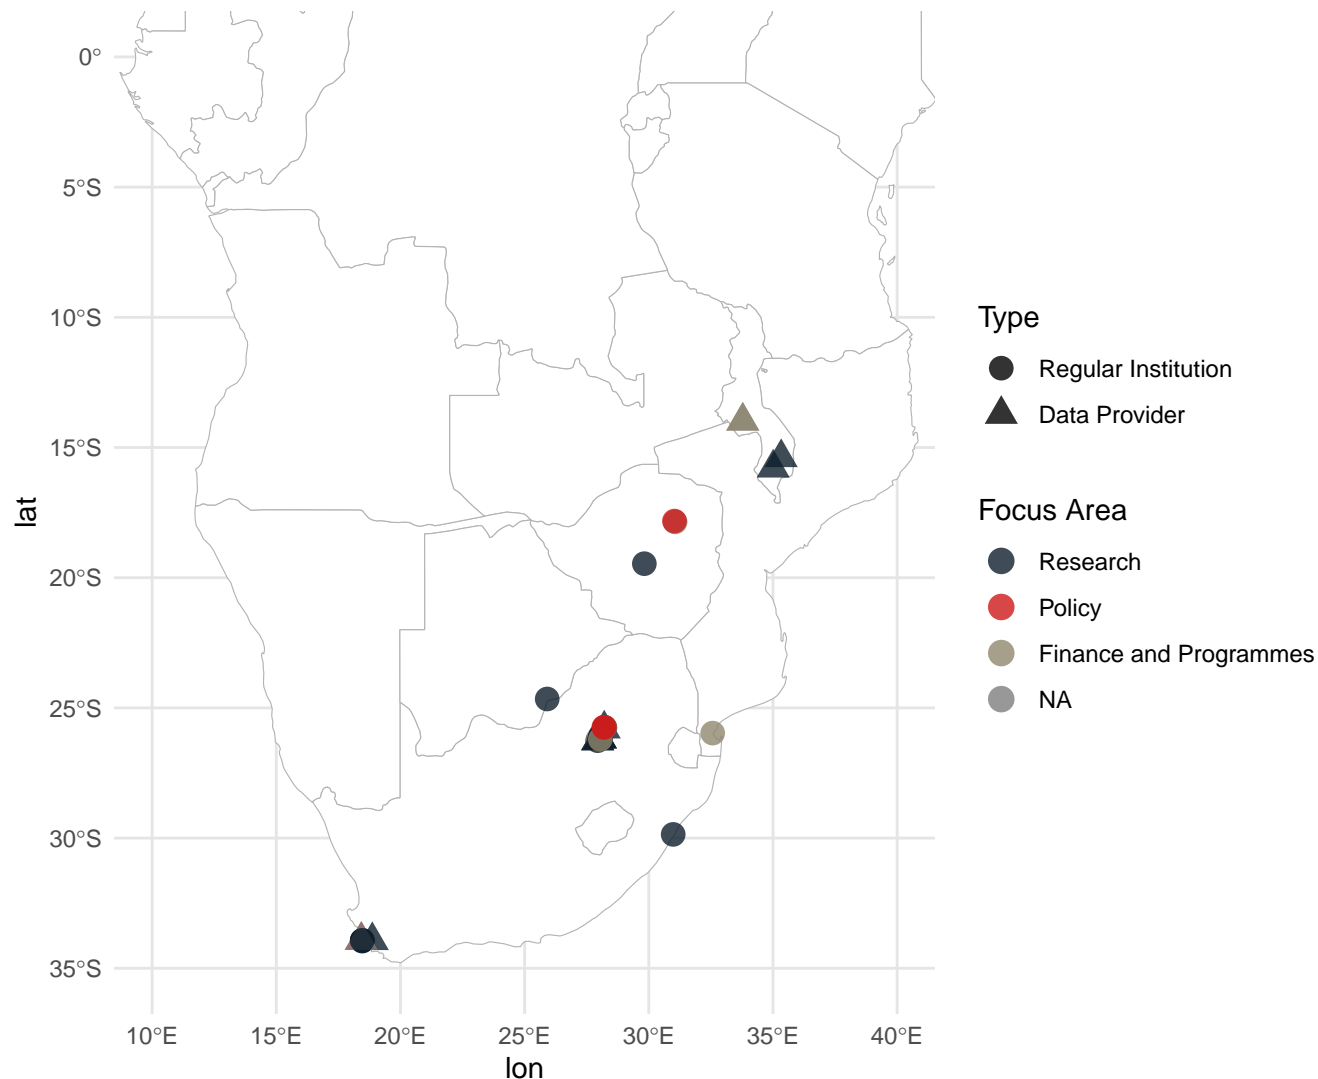 0°
5°S
10°S
15°S
20°S
25°S
30°S
35°S
lat
10°E
15°E
20°E
25°E
30°E
35°E
40°E
lon
Type
Regular Institution
Data Provider
Focus Area
Research
Policy
Finance and Programmes
NA